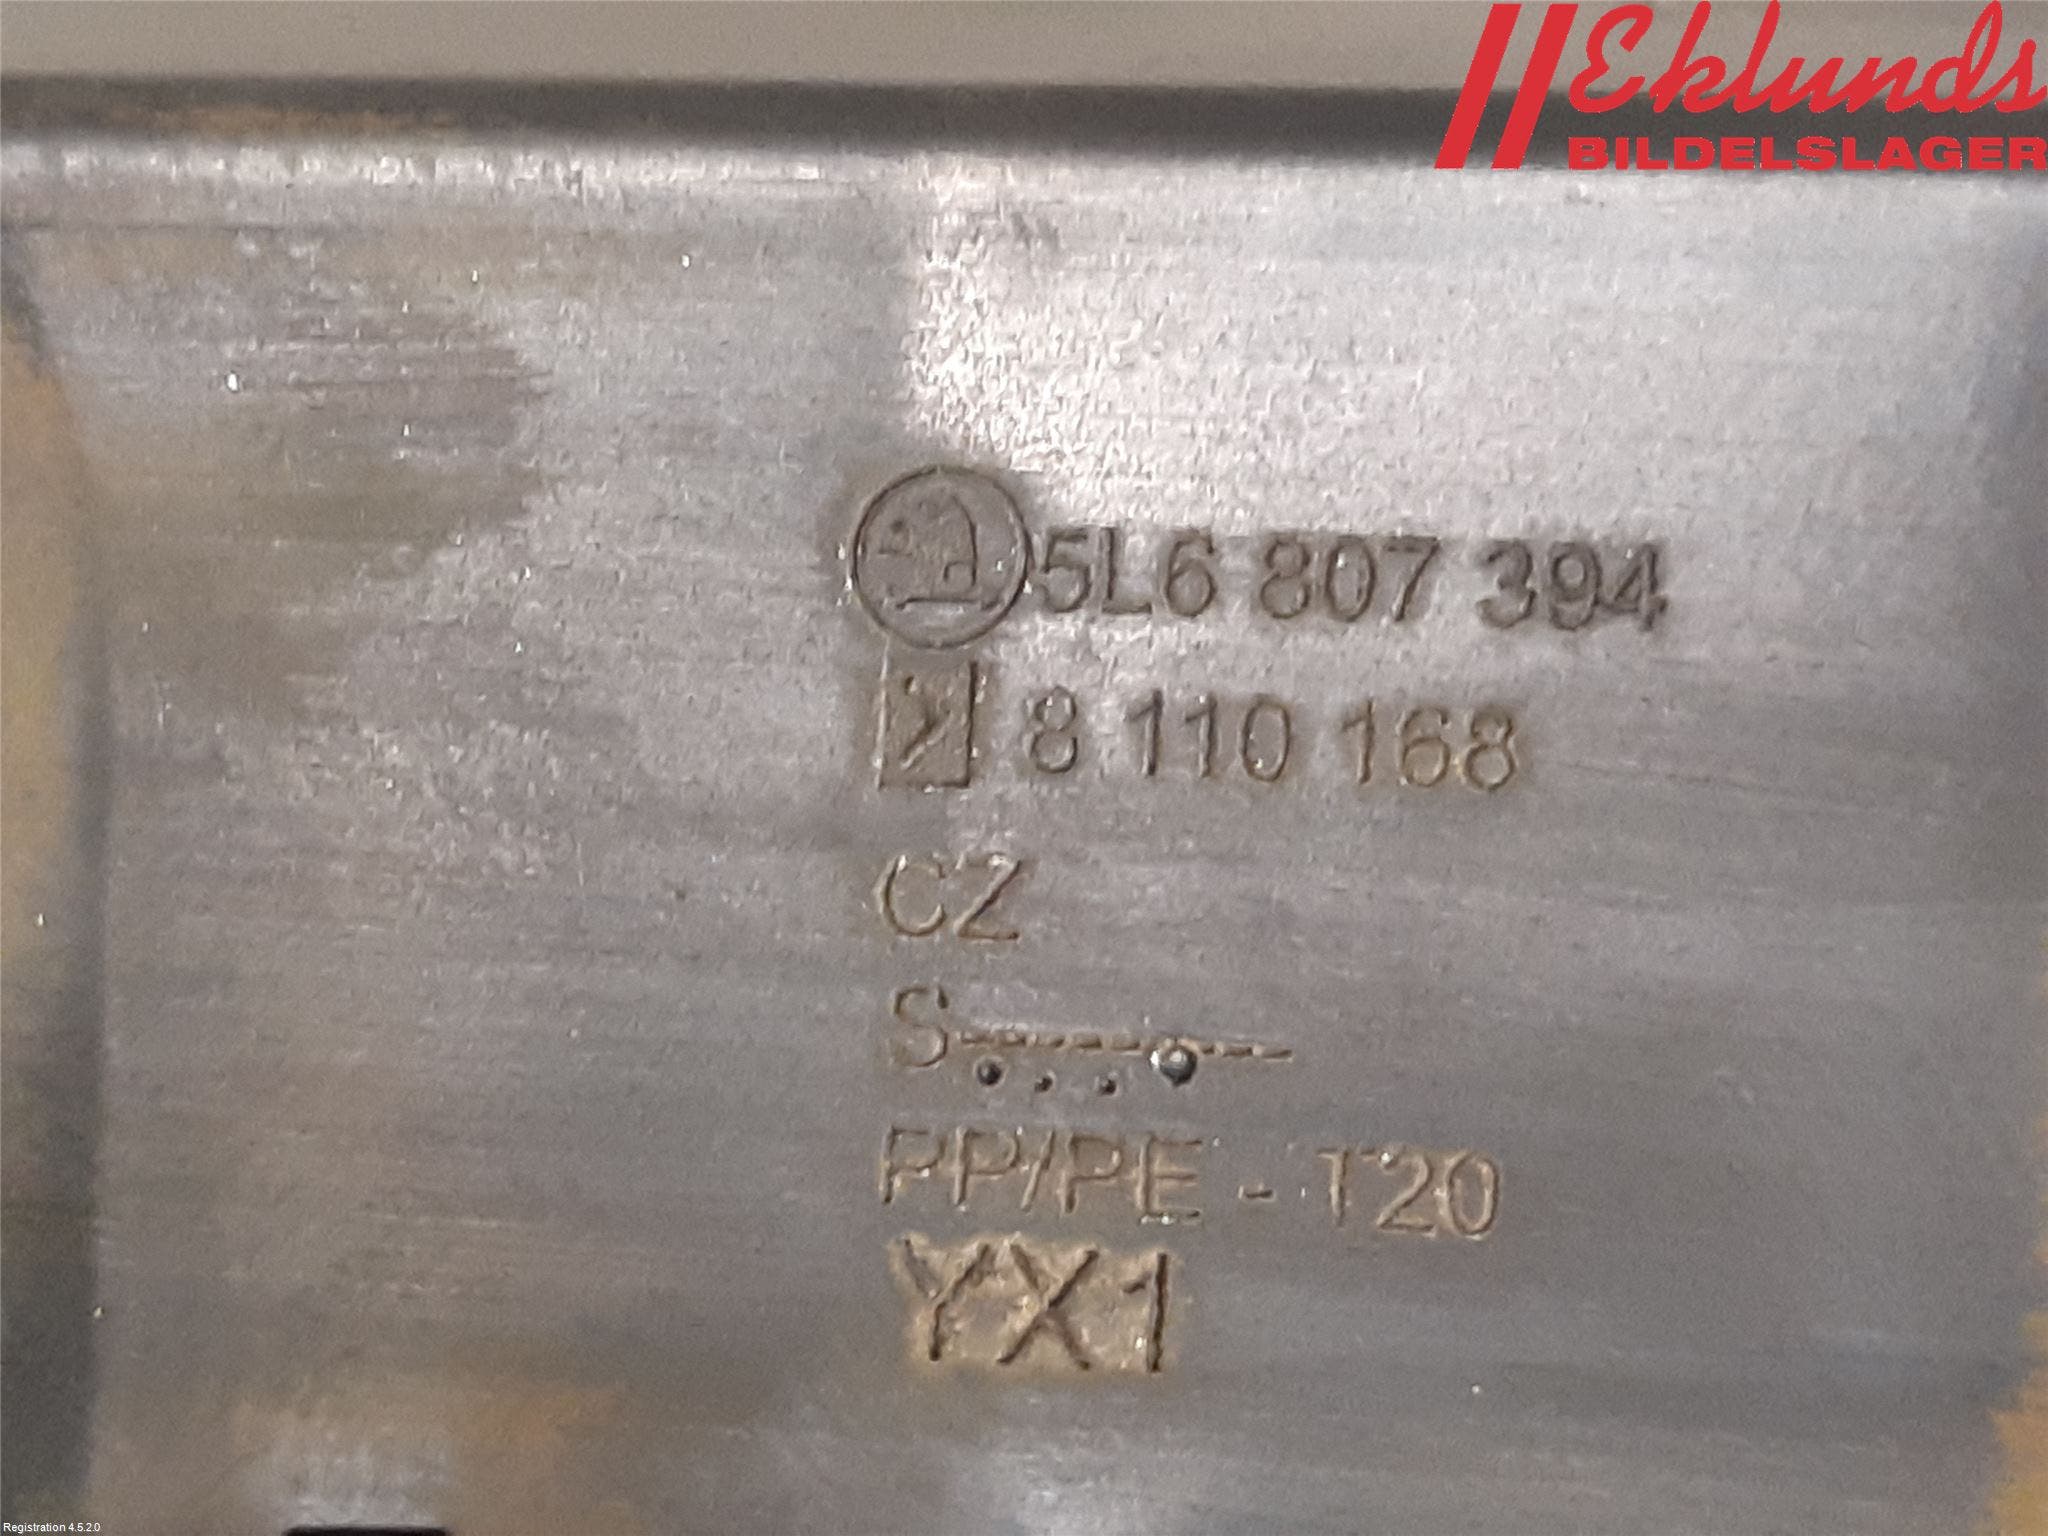 Eklunds
BILDELSLAGER
5L6 807 394
8 110 168
CZ
S
PP/PE - T20
YX1
Registration 4.5.2.0